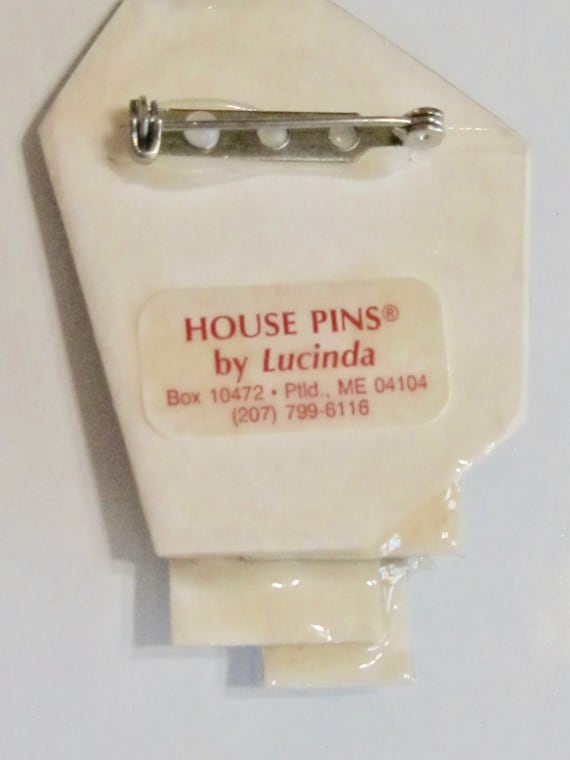 HOUSE PINS®
by Lucinda
Box 10472 • Ptld., ME 04104
(207) 799-6116